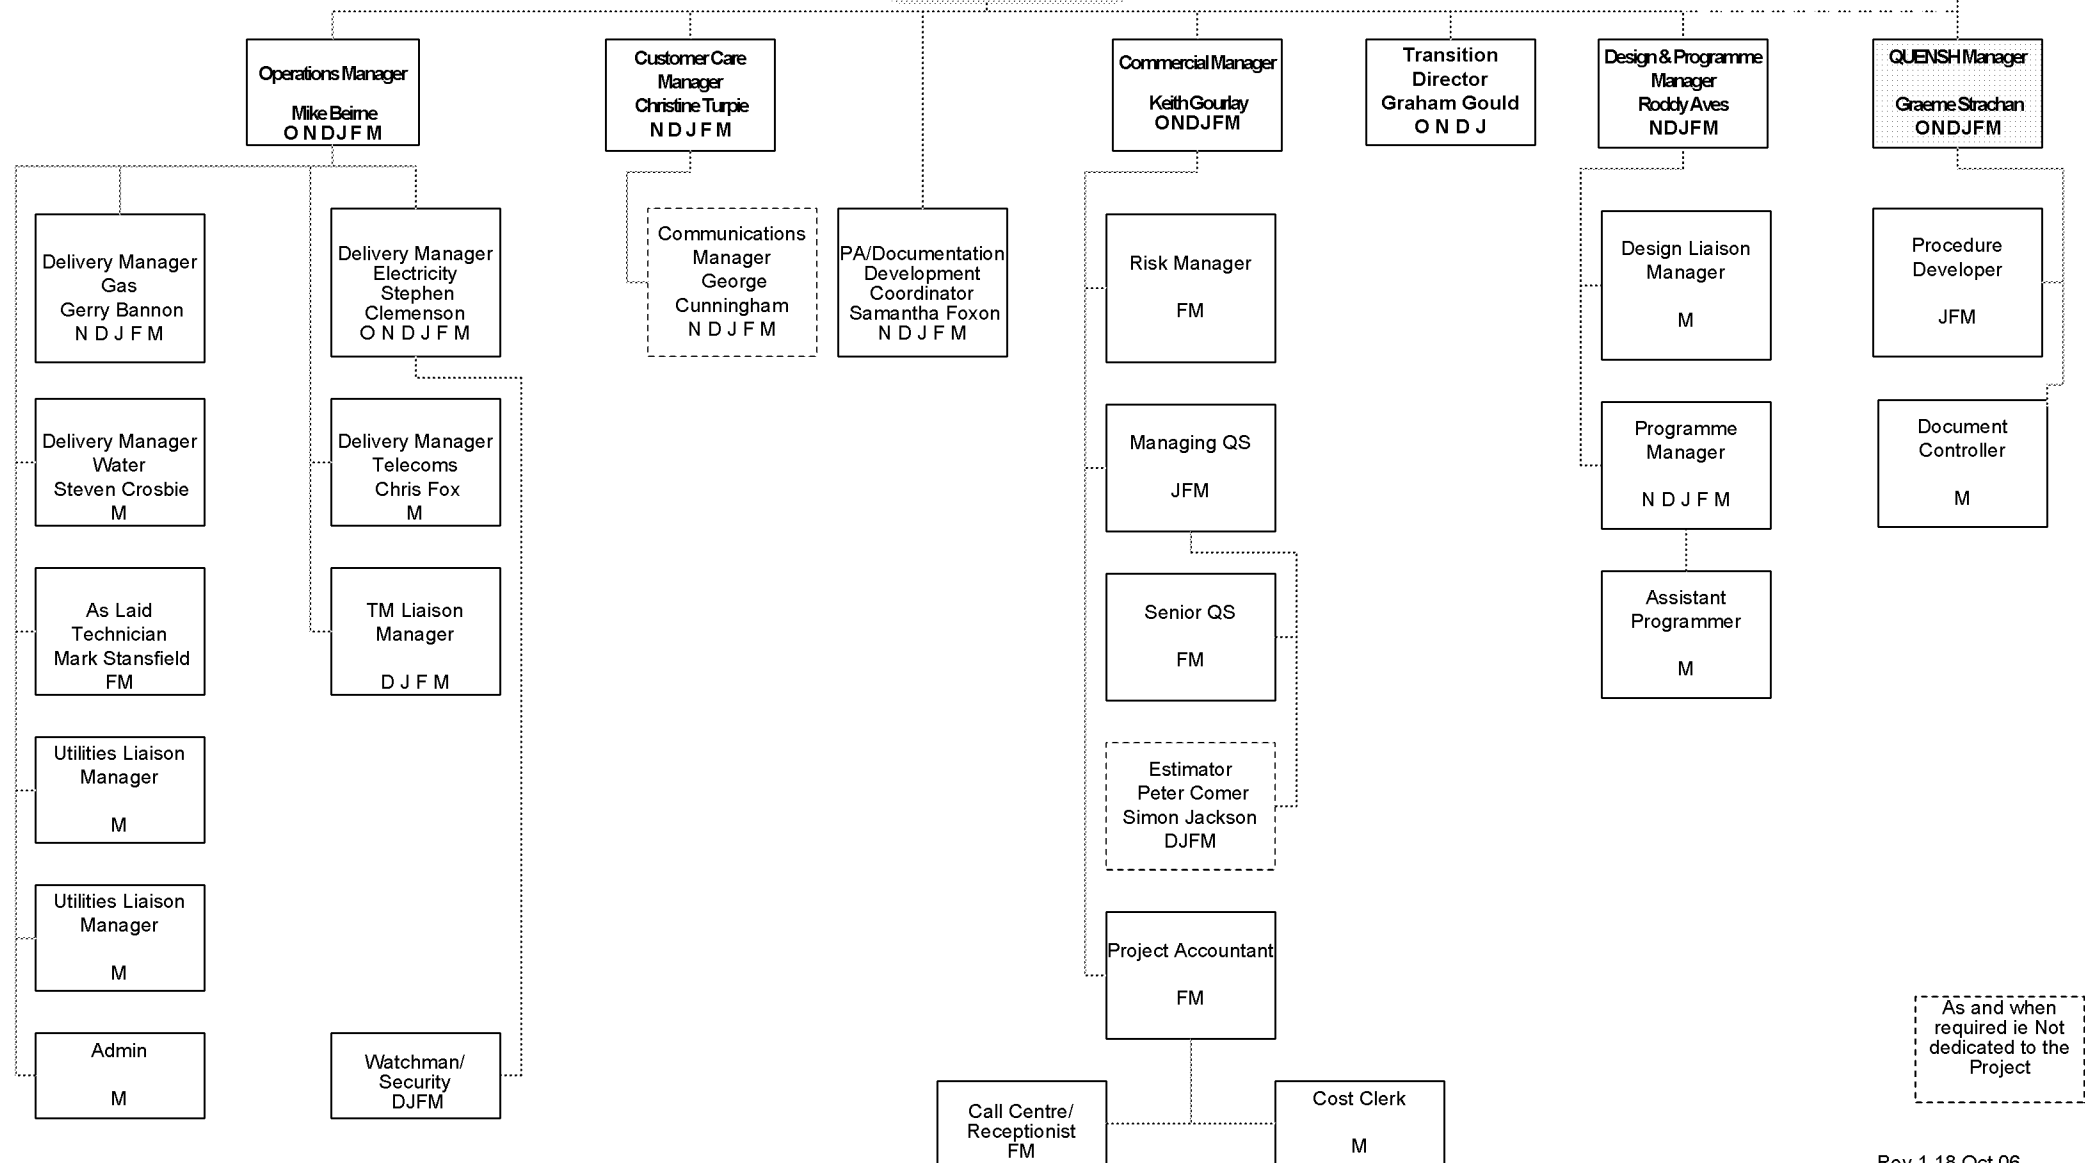 Operations Manager
Mike Beirne
O N D J F M
Customer Care
Manager
Christine Turpie
N D J F M
Commercial Manager
Keith Gourlay
ONDJFM
Transition
Director
Graham Gould
O N D J
Design & Programme
Manager
Roddy Aves
NDJFM
QUENSH Manager
Graeme Strachan
ONDJFM
Delivery Manager
Gas
Gerry Bannon
N D J F M
Delivery Manager
Electricity
Stephen
Clemenson
O N D J F M
Communications
Manager
George
Cunningham
N D J F M
PA/Documentation
Development
Coordinator
Samantha Foxon
N D J F M
Risk Manager
FM
Design Liaison
Manager
M
Procedure
Developer
JFM
Delivery Manager
Water
Steven Crosbie
M
Delivery Manager
Telecoms
Chris Fox
M
Managing QS
JFM
Programme
Manager
N D J F M
Document
Controller
M
As Laid
Technician
Mark Stansfield
FM
TM Liaison
Manager
D J F M
Senior QS
FM
Assistant
Programmer
M
Utilities Liaison
Manager
M
Estimator
Peter Comer
Simon Jackson
DJFM
Utilities Liaison
Manager
M
Project Accountant
FM
As and when
required ie Not
dedicated to the
Project
Admin
M
Watchman/
Security
DJFM
Call Centre/
Receptionist
FM
Cost Clerk
M
Rev 1 18 Oct 06